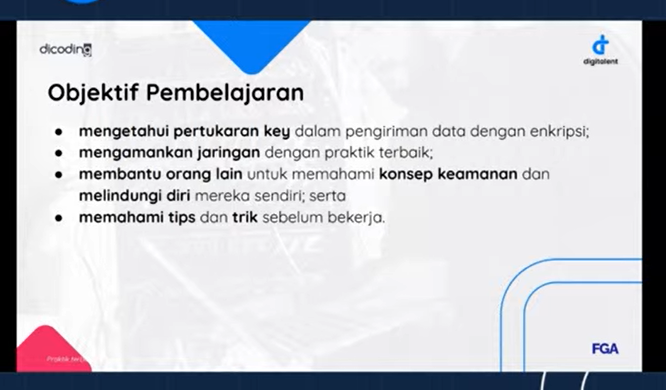 dicoding
digitalent
Objektif Pembelajaran
● mengetahui pertukaran key dalam pengiriman data dengan enkripsi;
● mengamankan jaringan dengan praktik terbaik;
● membantu orang lain untuk memahami konsep keamanan dan
melindungi diri mereka sendiri; serta
● memahami tips dan trik sebelum bekerja.
Praktik
FGA